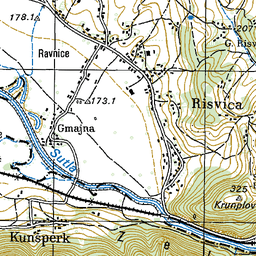 178.1
207
Ravnice
G. Risv
173.1
Risvica
Gmajna
Sutla
325
Krunplov
Kunšperk
Z
e